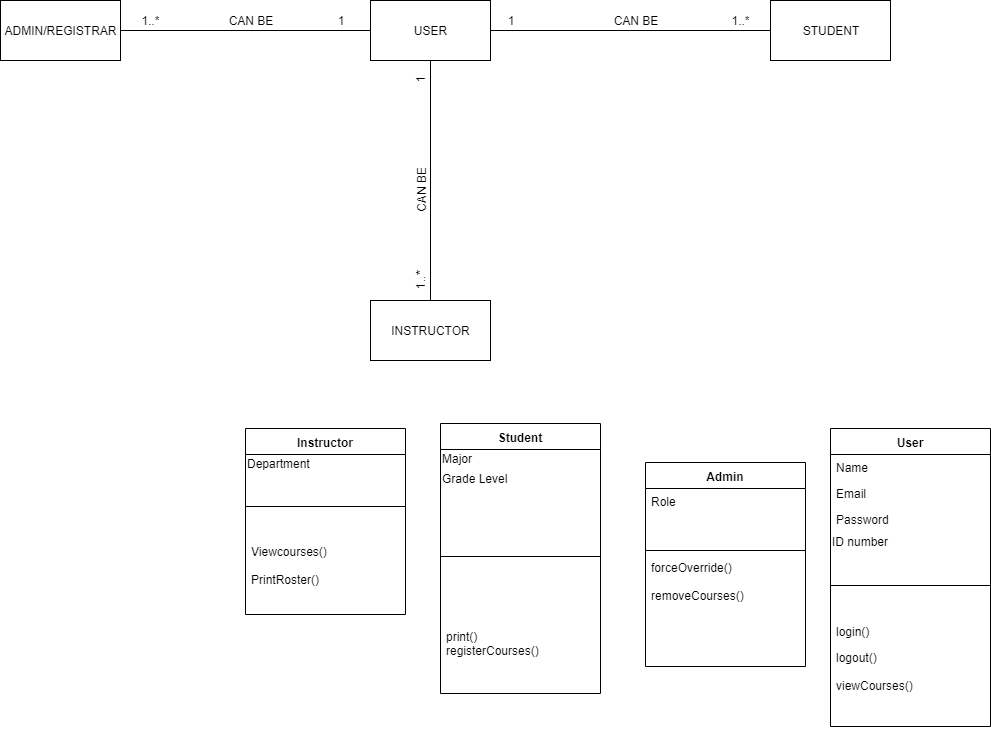 ADMIN/REGISTRAR
1..*
CAN BE
1
USER
1
CAN BE
1..*
STUDENT
1
CAN BE
1..*
INSTRUCTOR
Instructor
Department
Viewcourses()
PrintRoster()
Student
Major
Grade Level
print()
registerCourses()
Admin
Role
forceOverride()
removeCourses()
User
Name
Email
Password
ID number
login()
logout()
viewCourses()